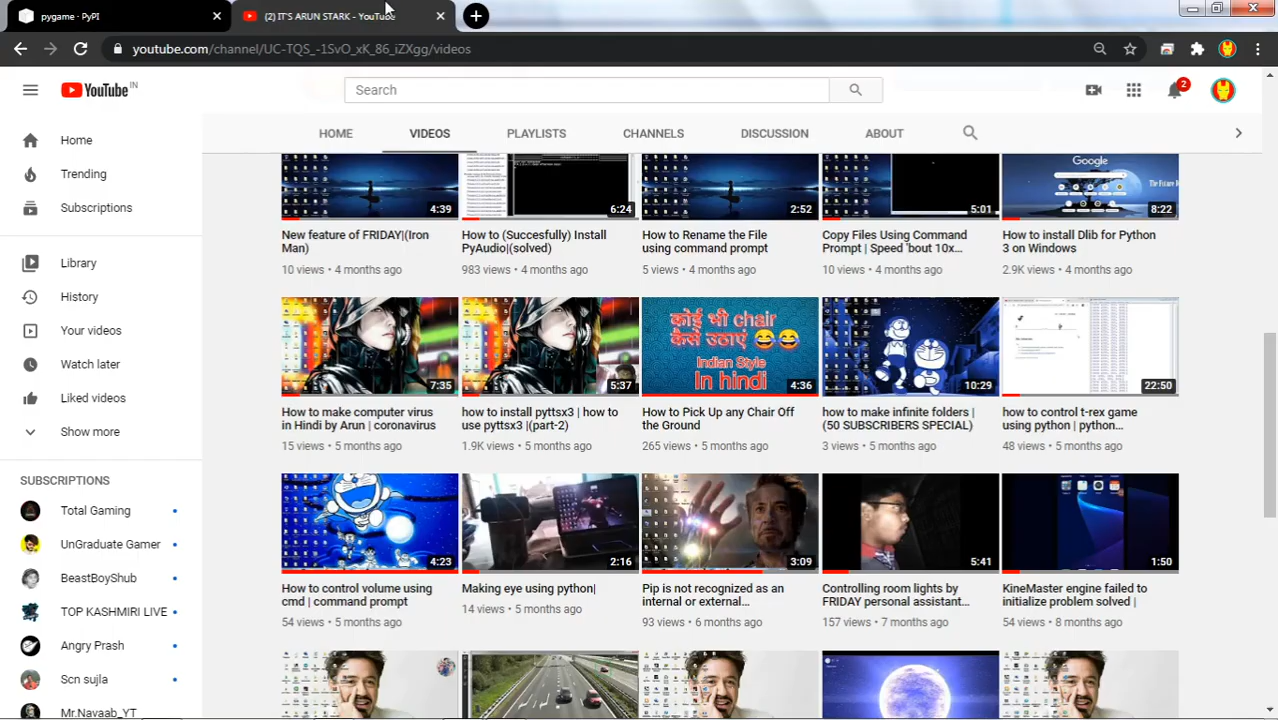 pygame · PyPI
(2) IT'S ARUN STARK - YouTube
youtube.com/channel/UC-TQS_-1SvO_xK_86_iZXgg/videos
YouTube IN
Search
2
HOME VIDEOS PLAYLISTS CHANNELS DISCUSSION ABOUT
Home
Trending
Subscriptions
Library
History
Your videos
Watch later
Liked videos
Show more
SUBSCRIPTIONS
Total Gaming
UnGraduate Gamer
BeastBoyShub
TOP KASHMIRI LIVE
Angry Prash
Scn sujla
Mr.Navaab_YT
Google
4:39 6:24 2:52 5:01 8:22
New feature of FRIDAY|(Iron
Man)
10 views • 4 months ago
How to (Succesfully) Install
PyAudio|(solved)
983 views • 4 months ago
How to Rename the File
using command prompt
5 views • 4 months ago
Copy Files Using Command
Prompt | Speed 'bout 10x...
10 views • 4 months ago
How to install Dlib for Python
3 on Windows
2.9K views • 4 months ago
कोई भी chair
कैसे उठाएं
Indian Style
In hindi
7:35 5:37 4:36 10:29 22:50
How to make computer virus
in Hindi by Arun | coronavirus
15 views • 5 months ago
how to install pyttsx3 | how to
use pyttsx3 |(part-2)
1.9K views • 5 months ago
How to Pick Up any Chair Off
the Ground
265 views • 5 months ago
how to make infinite folders |
(50 SUBSCRIBERS SPECIAL)
3 views • 5 months ago
how to control t-rex game
using python | python...
48 views • 5 months ago
4:23 2:16 3:09 5:41 1:50
How to control volume using
cmd | command prompt
54 views • 5 months ago
Making eye using python|
14 views • 5 months ago
Pip is not recognized as an
internal or external...
93 views • 6 months ago
Controlling room lights by
FRIDAY personal assistant...
157 views • 7 months ago
KineMaster engine failed to
initialize problem solved |
54 views • 8 months ago